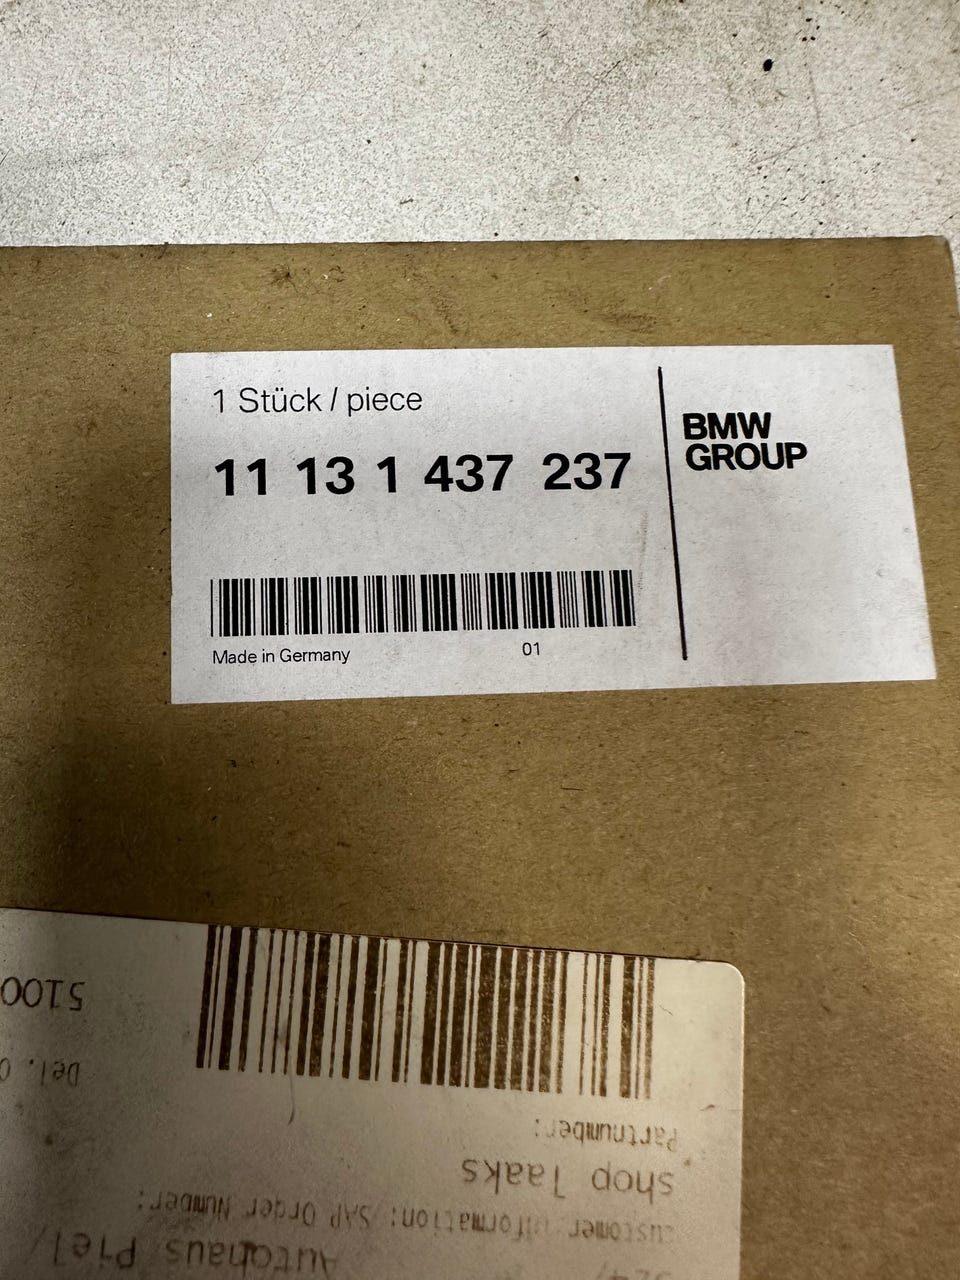 1 Stück / piece
11 13 1 437 237
BMW
GROUP
Made in Germany
01
Autohaus Piel/
customer information: SAP Order Number:
shop Taaks
Partnumber:
Del.
5100